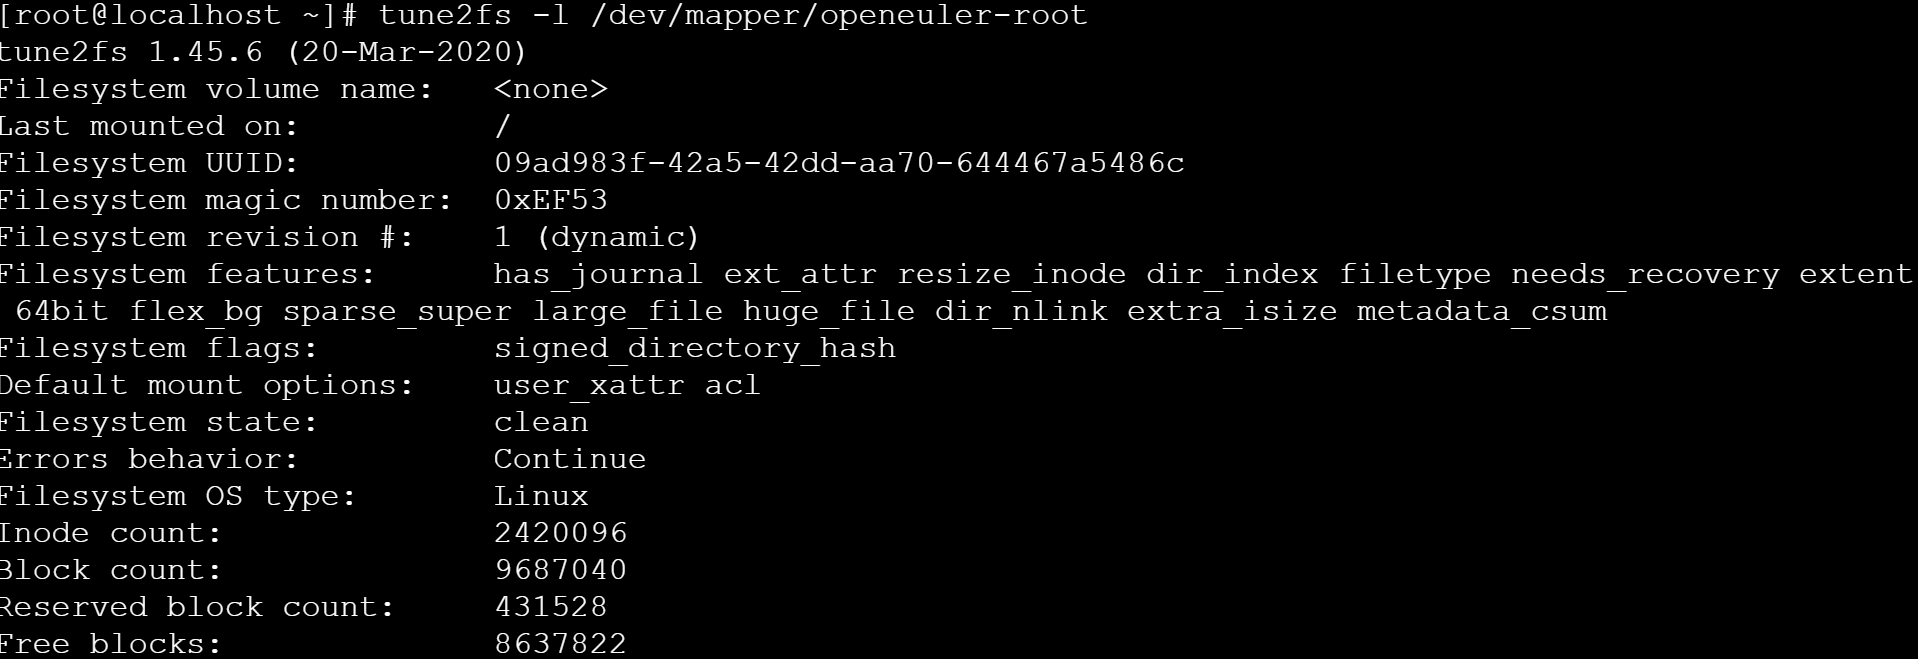 [root@localhost ~]# tune2fs -l /dev/mapper/openeuler-root
tune2fs 1.45.6 (20-Mar-2020)
Filesystem volume name:   <none>
Last mounted on:          /
Filesystem UUID:          09ad983f-42a5-42dd-aa70-644467a5486c
Filesystem magic number:  0xEF53
Filesystem revision #:    1 (dynamic)
Filesystem features:      has_journal ext_attr resize_inode dir_index filetype needs_recovery extent
 64bit flex_bg sparse_super large_file huge_file dir_nlink extra_isize metadata_csum
Filesystem flags:         signed_directory_hash
Default mount options:    user_xattr acl
Filesystem state:         clean
Errors behavior:          Continue
Filesystem OS type:       Linux
Inode count:              2420096
Block count:              9687040
Reserved block count:     431528
Free blocks:              8637822